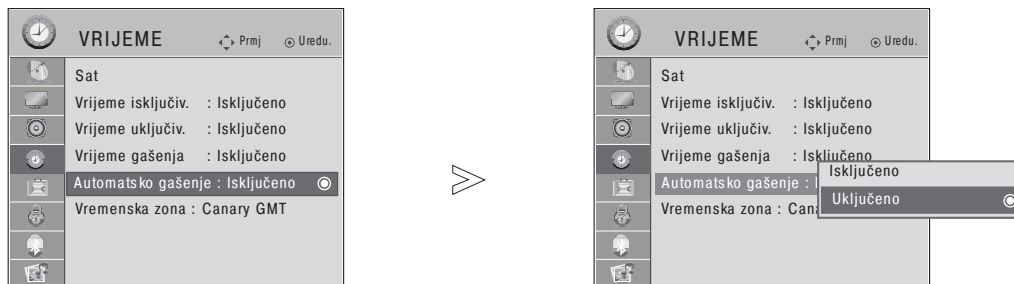 VRIJEME Prmj Uredu.
Sat
Vrijeme isključiv. : Isključeno
Vrijeme uključiv. : Isključeno
Vrijeme gašenja : Isključeno
Automatsko gašenje : Isključeno
Vremenska zona : Canary GMT
VRIJEME Prmj Uredu.
Sat
Vrijeme isključiv. : Isključeno
Vrijeme uključiv. : Isključeno
Vrijeme gašenja : Isključeno
Automatsko gašenje :
Isključeno
Uključeno
Vremenska zona :